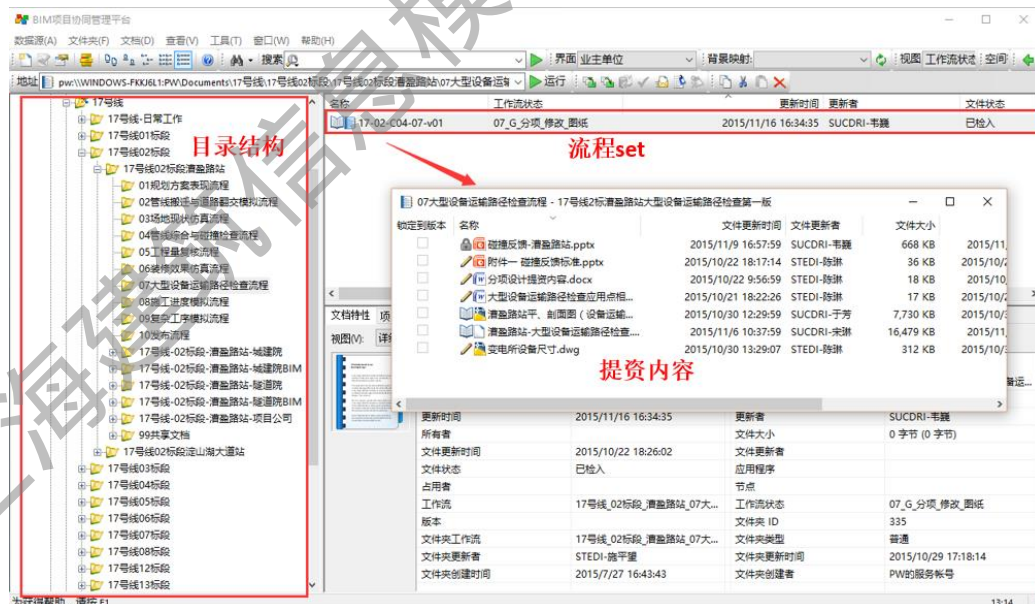 BIM项目协同管理平台
数据源(A) 文件夹(F) 文档(D) 查看(V) 工具(T) 窗口(W) 帮助(H)
搜索 界面 业主单位 背景映射: 视图 工作流状态 空间
地址 pw:\\WINDOWS-FKKJ6L1:PW\Documents\17号线\17号线02标段\17号线02标段漕盈路站\07大型设备运输 运行
17号线
17号线-日常工作
17号线01标段
17号线02标段
17号线02标段漕盈路站
01规划方案表现流程
02管线搬迁与道路翻交模拟流程
03场地现状仿真流程
04管线综合与碰撞检查流程
05工程量复核流程
06装修效果仿真流程
07大型设备运输路径检查流程
08施工进度模拟流程
09复杂工序模拟流程
10发布流程
17号线-02标段-漕盈路站-城建院
17号线-02标段-漕盈路站-城建院BIM
17号线-02标段-漕盈路站-隧道院
17号线-02标段-漕盈路站-隧道院BIM
17号线-02标段-漕盈路站-项目公司
99共享文档
17号线02标段淀山湖大道站
17号线03标段
17号线04标段
17号线05标段
17号线06标段
17号线07标段
17号线08标段
17号线12标段
17号线13标段
目录结构
名称 工作流状态 更新时间 更新者 文件状态
17-02-C04-07-v01 07_G_分项_修改_图纸 2015/11/16 16:34:35 SUCDRI-韦巍 已检入
流程set
07大型设备运输路径检查流程 - 17号线02标漕盈路站大型设备运输路径检查第一版
锁定到版本 名称 文件更新时间 文件更新者 文件大小
碰撞反馈-漕盈路站.pptx 2015/11/9 16:57:59 SUCDRI-韦巍 668 KB 2015/11
附件一 碰撞反馈标准.pptx 2015/10/22 18:17:14 STEDI-陈琳 36 KB 2015/10/
分项设计提资内容.docx 2015/10/22 9:56:59 STEDI-陈琳 18 KB 2015/10
大型设备运输路径检查应用点相... 2015/10/21 18:22:26 STEDI-陈琳 17 KB 2015/10/
漕盈路站平、剖面图（设备运输... 2015/10/30 12:29:59 SUCDRI-于芳 7,730 KB 2015/10/
漕盈路站-大型设备运输路径检查.... 2015/11/6 10:37:59 SUCDRI-宋琳 16,479 KB 2015/11
变电所设备尺寸.dwg 2015/10/30 13:29:07 STEDI-陈琳 312 KB 2015/10/
提资内容
文档特性
视图(V):
更新时间 2015/11/16 16:34:35 更新者 SUCDRI-韦巍
所有者 文件大小 0 字节 (0 字节)
文件更新时间 2015/10/22 18:26:02 文件更新者
文件状态 已检入 应用程序
占用者 节点
工作流 17号线_02标段_漕盈路站_07大... 工作流状态 07_G_分项_修改_图纸
版本 文件夹 ID 335
文件夹工作流 17号线_02标段_漕盈路站_07大... 文件夹类型 普通
文件夹更新者 STEDI-施平望 文件夹更新时间 2015/10/29 17:18:14
文件夹创建时间 2015/7/27 16:43:43 文件夹创建者 PW的服务帐号
为获得帮助，请按 F1 13:14
上海建筑信息模